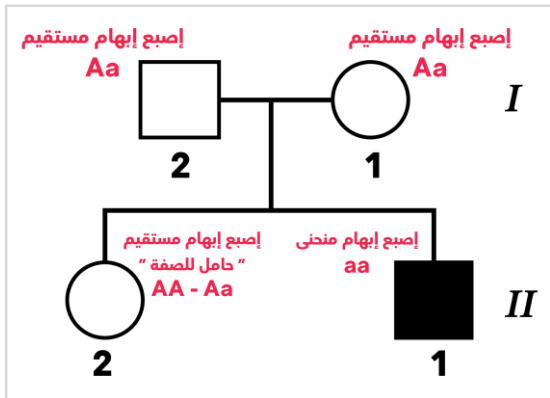 إصبع إبهام مستقيم
Aa
إصبع إبهام مستقيم
Aa
I
1
2
إصبع إبهام منحنى
aa
إصبع إبهام مستقيم
" حامل للصفة "
AA - Aa
II
1
2